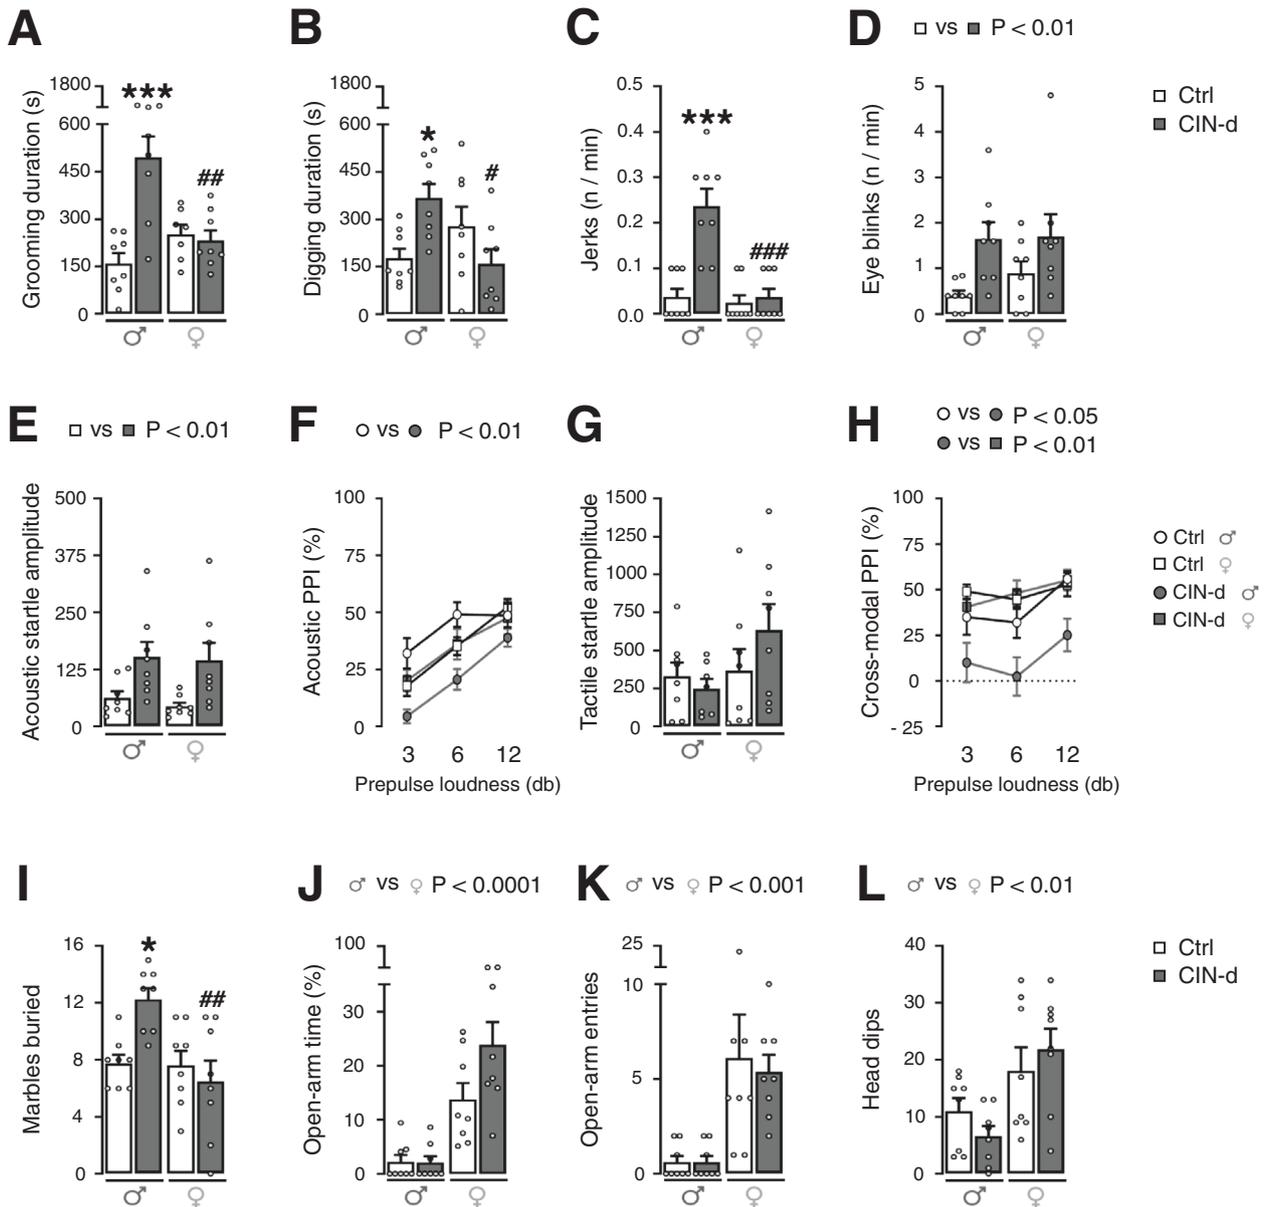 A
Grooming duration (s)
1800
600
450
300
150
0
***
##
♂ ♀
B
Digging duration (s)
1800
600
450
300
150
0
*
#
♂ ♀
C
Jerks (n / min)
0.5
0.4
0.3
0.2
0.1
0.0
***
###
♂ ♀
D
□ vs ■ P < 0.01
Eye blinks (n / min)
5
4
3
2
1
0
♂ ♀
Ctrl
CIN-d
E
□ vs ■ P < 0.01
Acoustic startle amplitude
500
375
250
125
0
♂ ♀
F
○ vs ● P < 0.01
Acoustic PPI (%)
100
75
50
25
0
3 6 12
Prepulse loudness (db)
G
Tactile startle amplitude
1500
1250
1000
750
500
250
0
♂ ♀
H
○ vs ● P < 0.05
● vs ■ P < 0.01
Cross-modal PPI (%)
100
75
50
25
0
- 25
3 6 12
Prepulse loudness (db)
Ctrl ♂
Ctrl ♀
CIN-d ♂
CIN-d ♀
I
Marbles buried
16
12
8
4
0
*
##
♂ ♀
J
♂ vs ♀ P < 0.0001
Open-arm time (%)
100
30
20
10
0
♂ ♀
K
♂ vs ♀ P < 0.001
Open-arm entries
25
10
5
0
♂ ♀
L
♂ vs ♀ P < 0.01
Head dips
40
30
20
10
0
♂ ♀
Ctrl
CIN-d